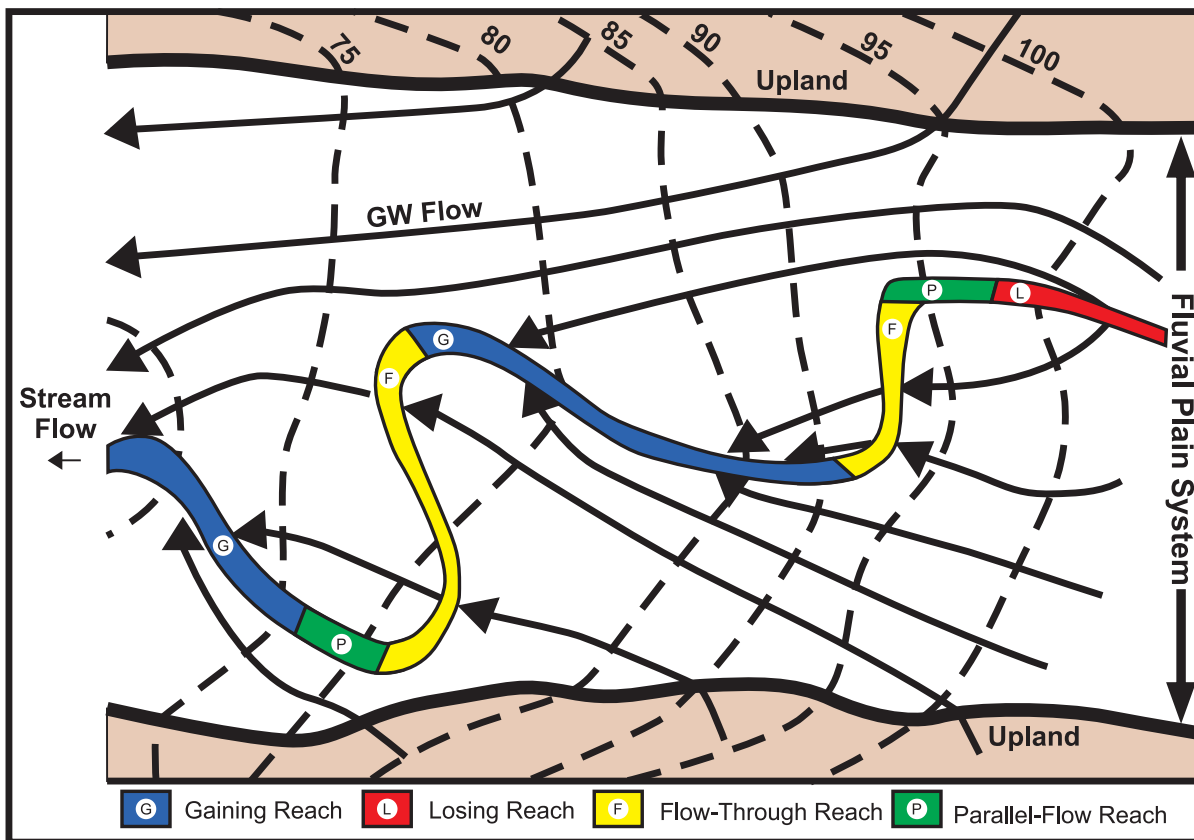 75
80
85
90
95
100
Upland
GW Flow
P
L
F
G
F
Stream
Flow
Fluvial Plain System
G
P
Upland
G Gaining Reach
L Losing Reach
F Flow-Through Reach
P Parallel-Flow Reach